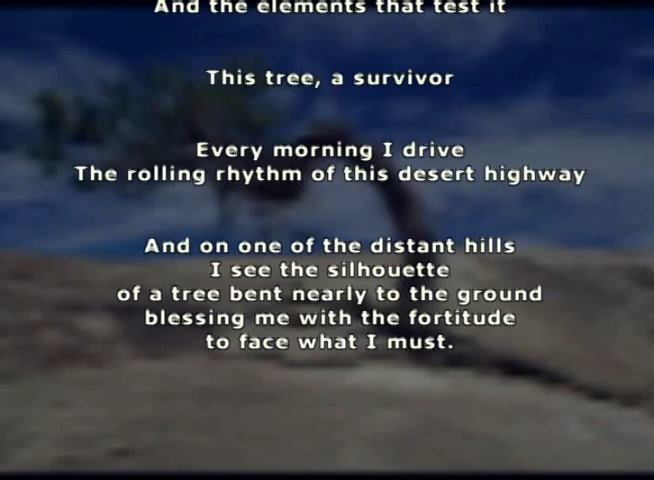 And the elements that test it
This tree, a survivor
Every morning I drive
The rolling rhythm of this desert highway
And on one of the distant hills
I see the silhouette
of a tree bent nearly to the ground
blessing me with the fortitude
to face what I must.